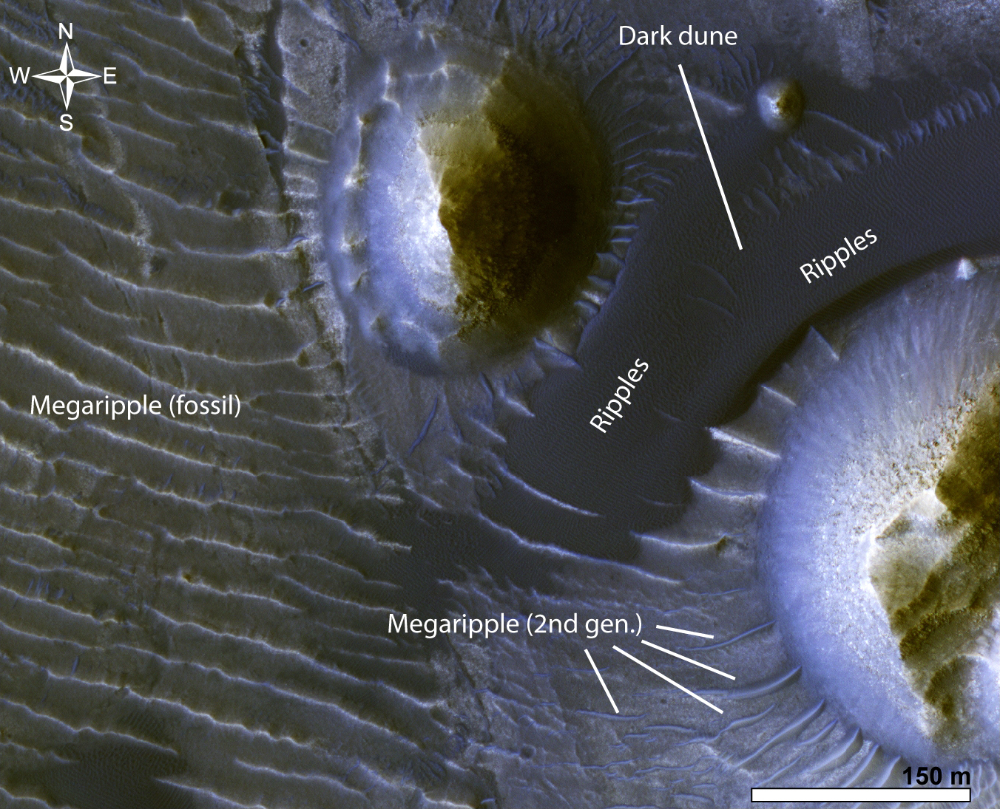 N
W E
S
Dark dune
Ripples
Ripples
Megaripple (fossil)
Megaripple (2nd gen.)
150 m